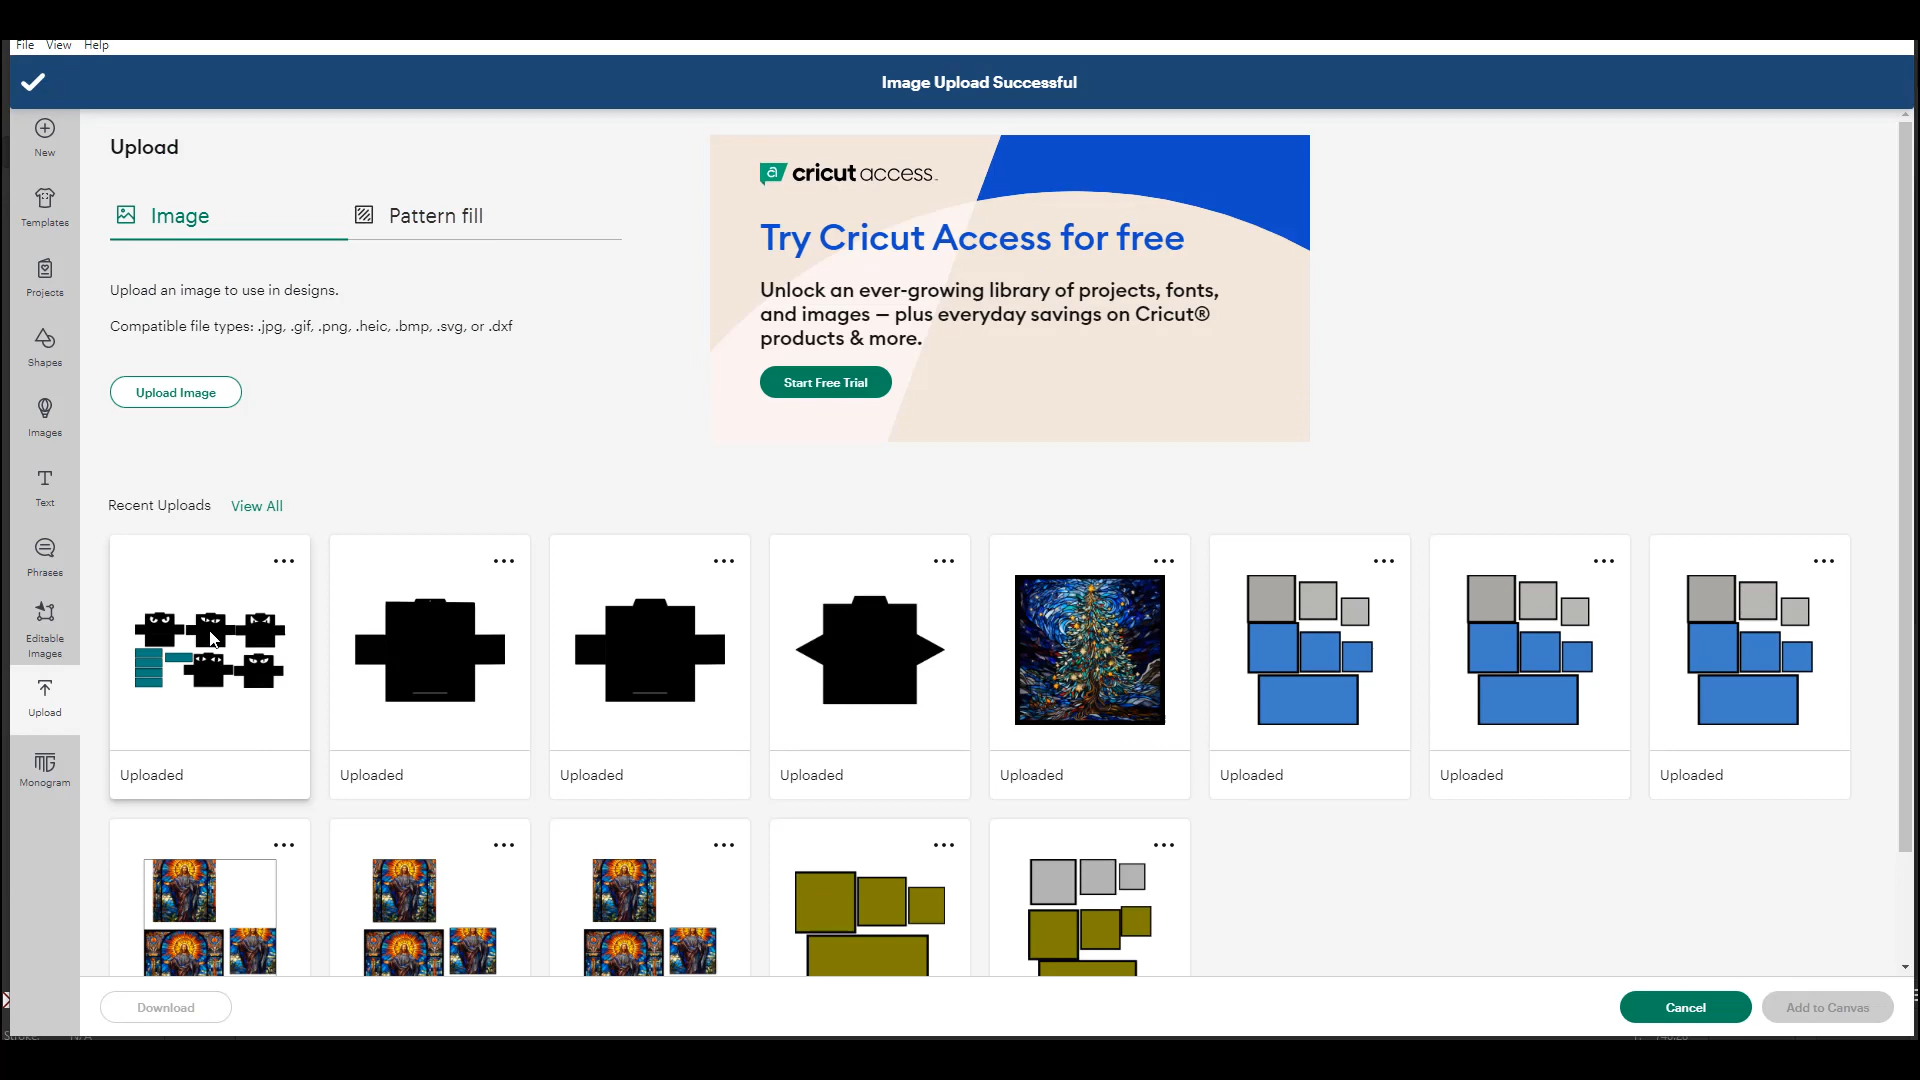 File View Help
Image Upload Successful
New
Templates
Projects
Shapes
Images
Text
Phrases
Editable
Images
Upload
Monogram
Upload
Image
Pattern fill
Upload an image to use in designs.
Compatible file types: .jpg, .gif, .png, .heic, .bmp, .svg, or .dxf
Upload Image
a cricut access™
Try Cricut Access for free
Unlock an ever-growing library of projects, fonts,
and images — plus everyday savings on Cricut®
products & more.
Start Free Trial
Recent Uploads View All
Uploaded
Uploaded
Uploaded
Uploaded
Uploaded
Uploaded
Uploaded
Uploaded
Download
Cancel
Add to Canvas